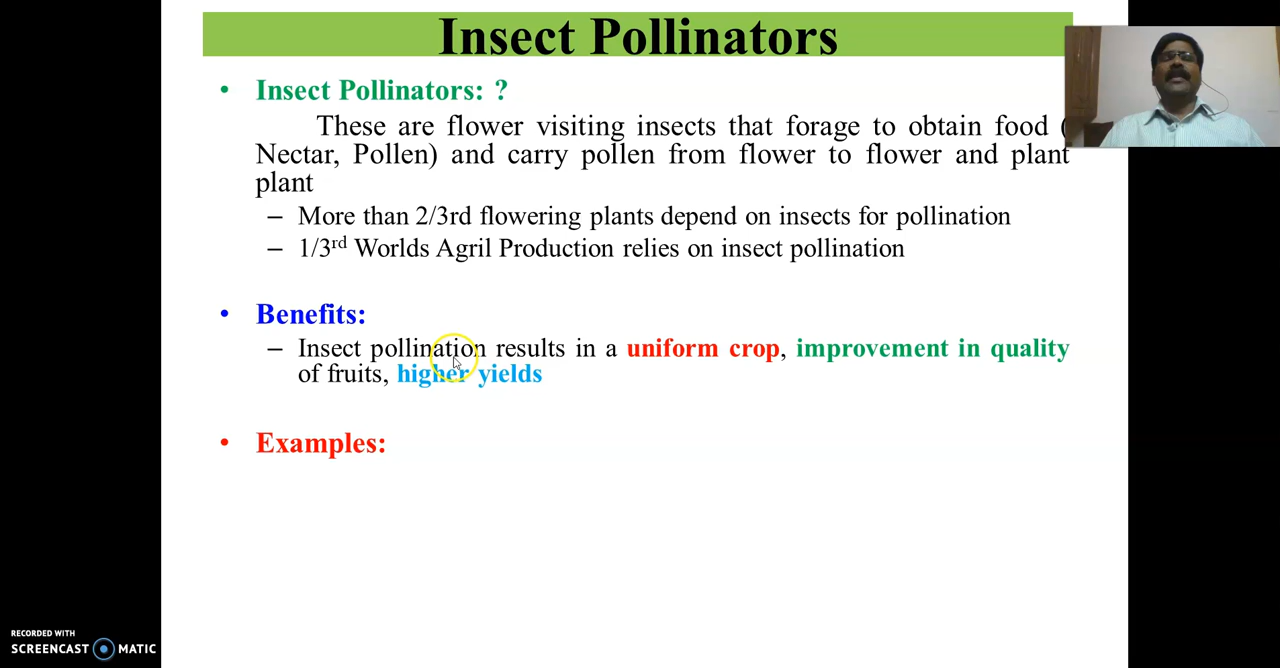 Insect Pollinators
• Insect Pollinators: ?
These are flower visiting insects that forage to obtain food (
Nectar, Pollen) and carry pollen from flower to flower and plant
plant
– More than 2/3rd flowering plants depend on insects for pollination
– 1/3rd Worlds Agril Production relies on insect pollination
• Benefits:
– Insect pollination results in a uniform crop, improvement in quality
of fruits, higher yields
• Examples:
RECORDED WITH
SCREENCAST MATIC